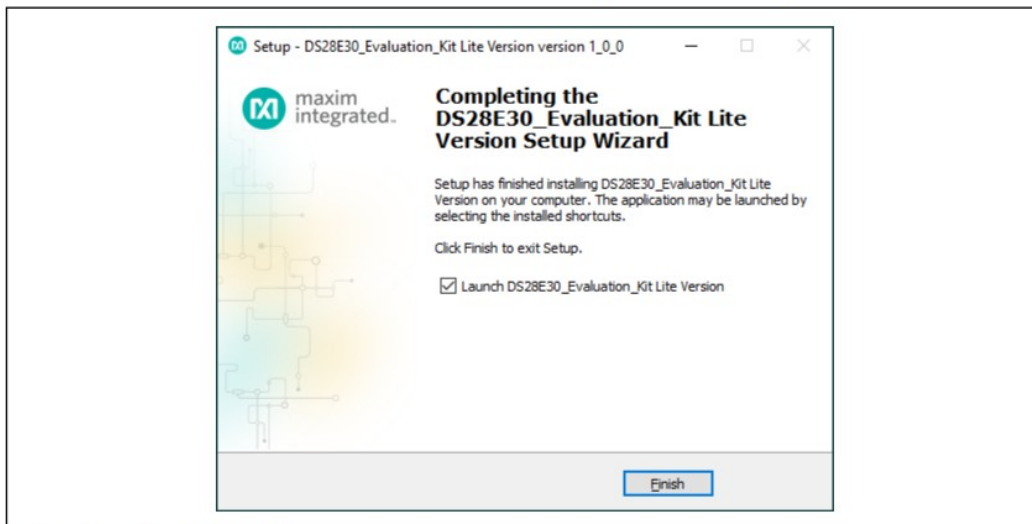 Setup - DS28E30_Evaluation_Kit Lite Version version 1_0_0
maxim
integrated™
Completing the
DS28E30_Evaluation_Kit Lite
Version Setup Wizard
Setup has finished installing DS28E30_Evaluation_Kit Lite
Version on your computer. The application may be launched by
selecting the installed shortcuts.
Click Finish to exit Setup.
Launch DS28E30_Evaluation_Kit Lite Version
Finish